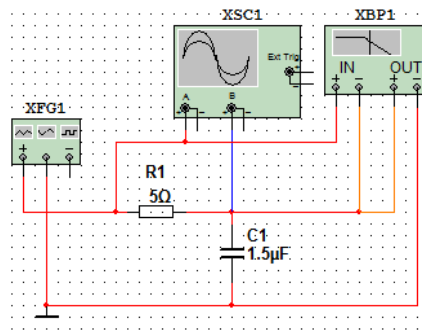 XSC1
XBP1
Ext Trig
+
−
A
B
+ − + −
IN OUT
+ − + −
XFG1
+ −
R1
5Ω
C1
1.5µF